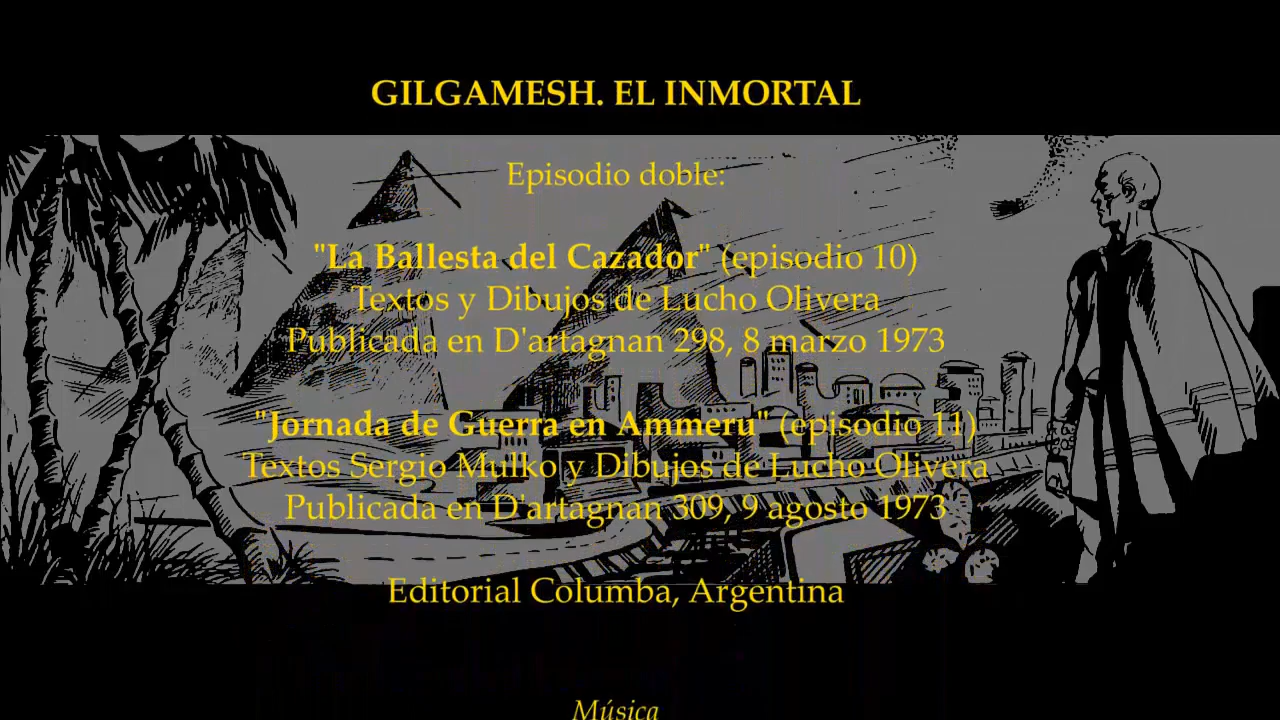 GILGAMESH. EL INMORTAL
Episodio doble:
"La Ballesta del Cazador" (episodio 10)
Textos y Dibujos de Lucho Olivera
Publicada en D'artagnan 298, 8 marzo 1973
"Jornada de Guerra en Ammeru" (episodio 11)
Textos Sergio Mulko y Dibujos de Lucho Olivera
Publicada en D'artagnan 309, 9 agosto 1973
Editorial Columba, Argentina
Música